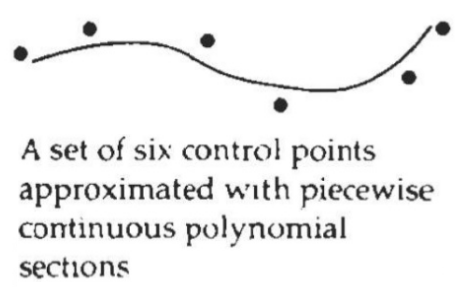 A set of six control points
approximated with piecewise
continuous polynomial
sections